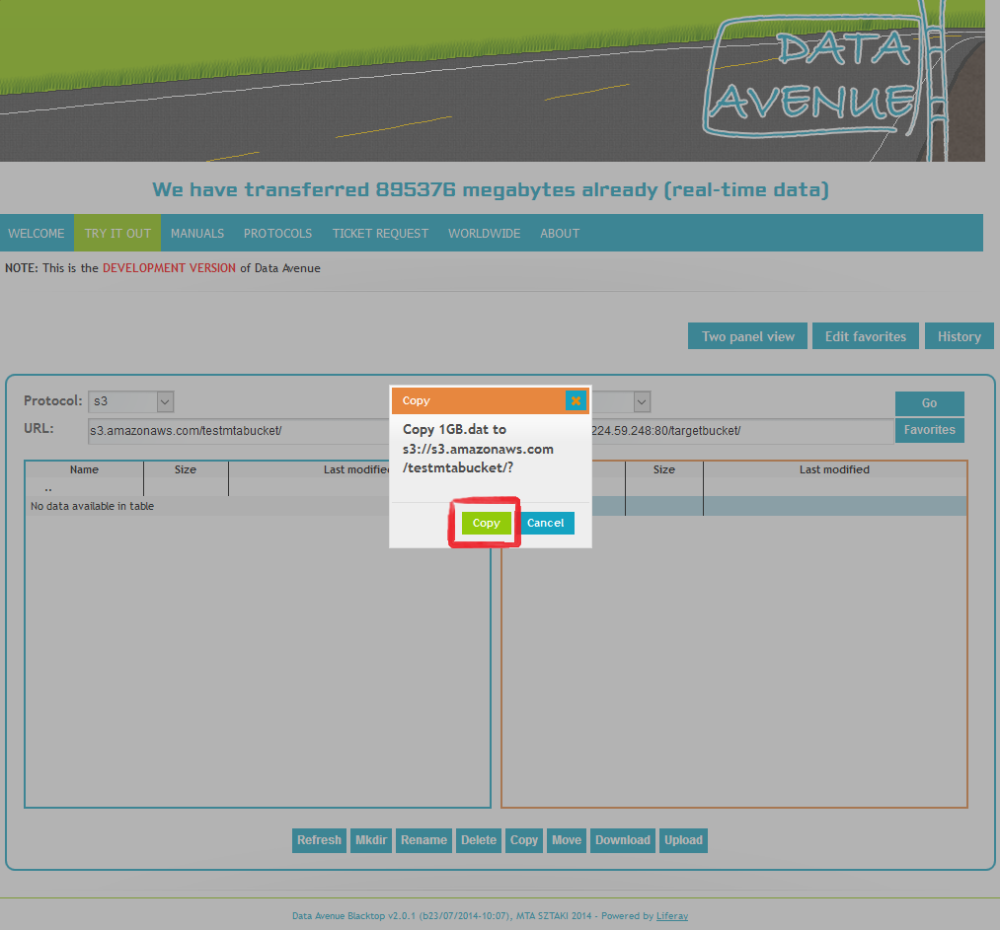 DATA
AVENUE
We have transferred 895376 megabytes already (real-time data)
WELCOME TRY IT OUT MANUALS PROTOCOLS TICKET REQUEST WORLDWIDE ABOUT
NOTE: This is the DEVELOPMENT VERSION of Data Avenue
Two panel view Edit favorites History
Protocol: s3 Go
URL: s3.amazonaws.com/testmtabucket/ 224.59.248:80/targetbucket/ Favorites
Copy
Copy 1GB.dat to
s3://s3.amazonaws.com
/testmtabucket/?
Copy Cancel
Name Size Last modified Size Last modified
..
No data available in table
Refresh Mkdir Rename Delete Copy Move Download Upload
Data Avenue Blacktop v2.0.1 (b23/07/2014-10:07), MTA SZTAKI 2014 - Powered by Liferay